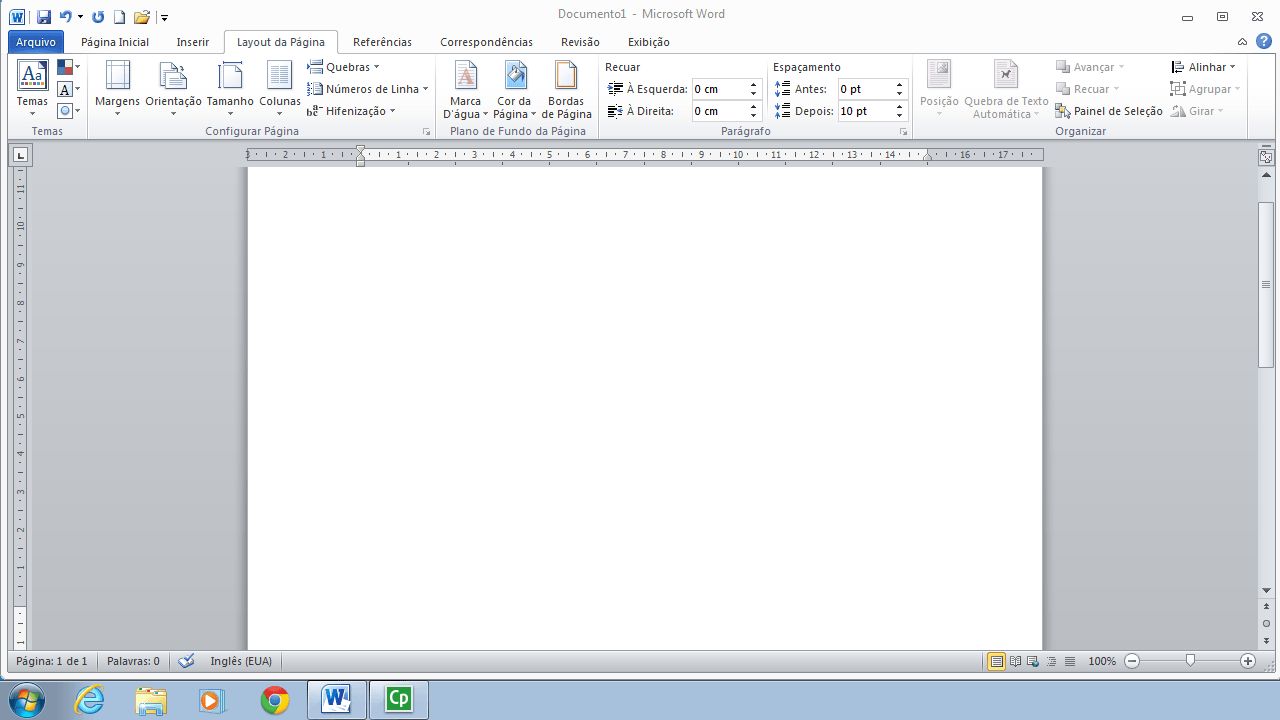 Documento1 - Microsoft Word
Arquivo Página Inicial Inserir Layout da Página Referências Correspondências Revisão Exibição
Temas
Temas
Margens Orientação Tamanho Colunas
Quebras
Números de Linha
Hifenização
Configurar Página
Marca D'água
Cor da Página
Bordas de Página
Plano de Fundo da Página
Recuar
À Esquerda: 0 cm
À Direita: 0 cm
Espaçamento
Antes: 0 pt
Depois: 10 pt
Parágrafo
Posição
Quebra de Texto Automática
Avançar
Recuar
Painel de Seleção
Alinhar
Agrupar
Girar
Organizar
3 2 1 1 2 3 4 5 6 7 8 9 10 11 12 13 14 16 17
11
10
9
8
7
6
5
4
3
2
1
1
Página: 1 de 1 Palavras: 0 Inglês (EUA) 100%
Cp